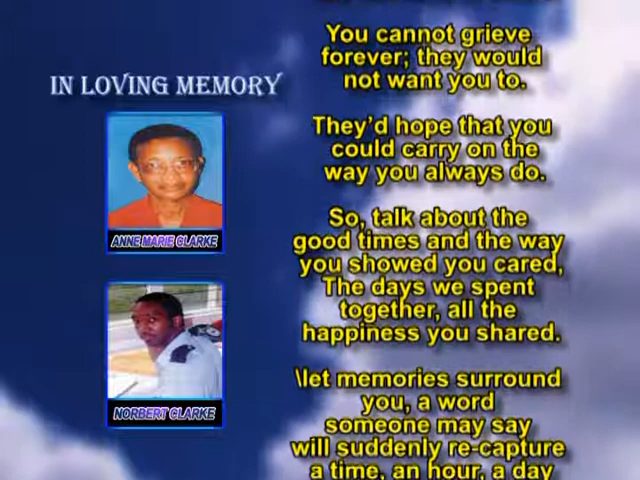 IN LOVING MEMORY
ANNE MARIE CLARKE
NORBERT CLARKE
You cannot grieve
forever; they would
not want you to.
They'd hope that you
could carry on the
way you always do.
So, talk about the
good times and the way
you showed you cared,
The days we spent
together, all the
happiness you shared.
\let memories surround
you, a word
someone may say
will suddenly re-capture
a time, an hour, a day